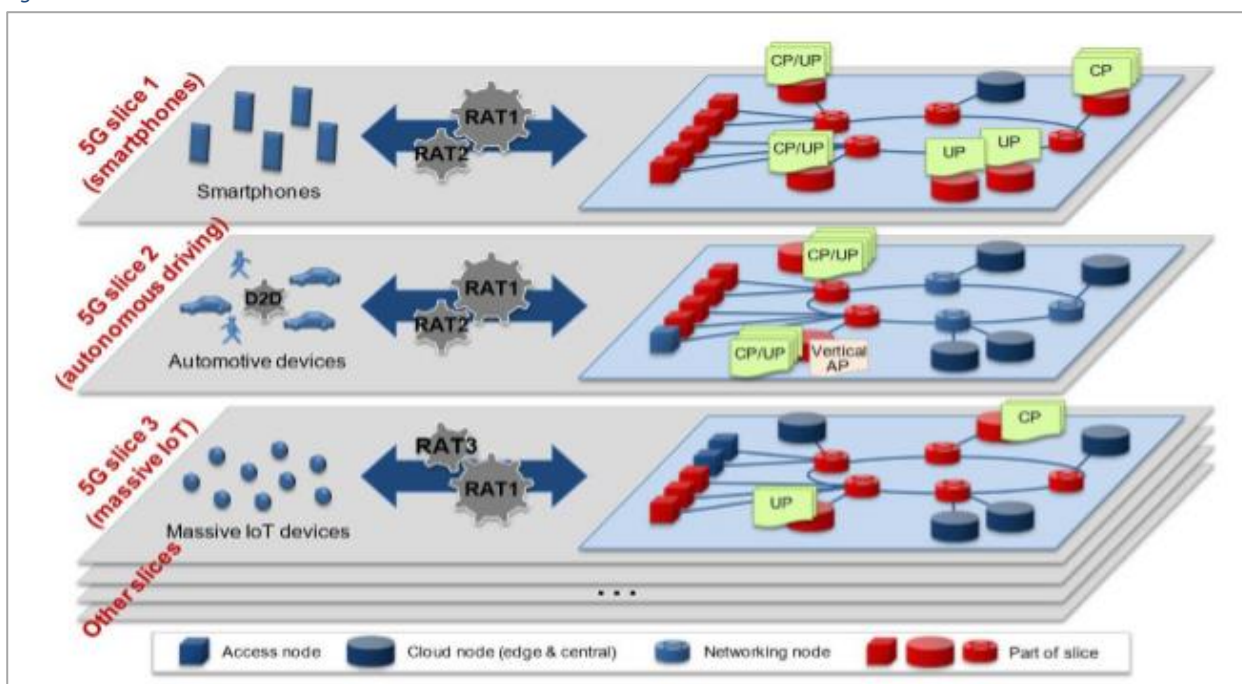 5G slice 1
(smartphones)
Smartphones
RAT1
RAT2
CP/UP
CP/UP
CP
UP
UP
5G slice 2
(autonomous driving)
D2D
Automotive devices
RAT1
RAT2
CP/UP
CP/UP
Vertical
AP
5G slice 3
(massive IoT)
Massive IoT devices
RAT3
RAT1
CP
UP
Other slices
...
Access node
Cloud node (edge & central)
Networking node
Part of slice